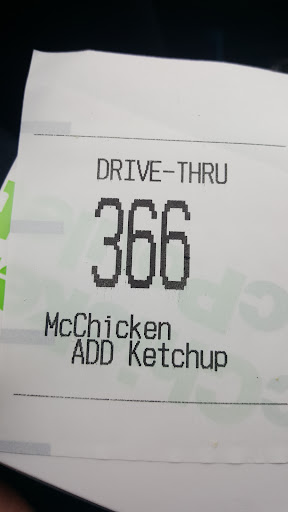 DRIVE-THRU
366
McChicken
ADD Ketchup